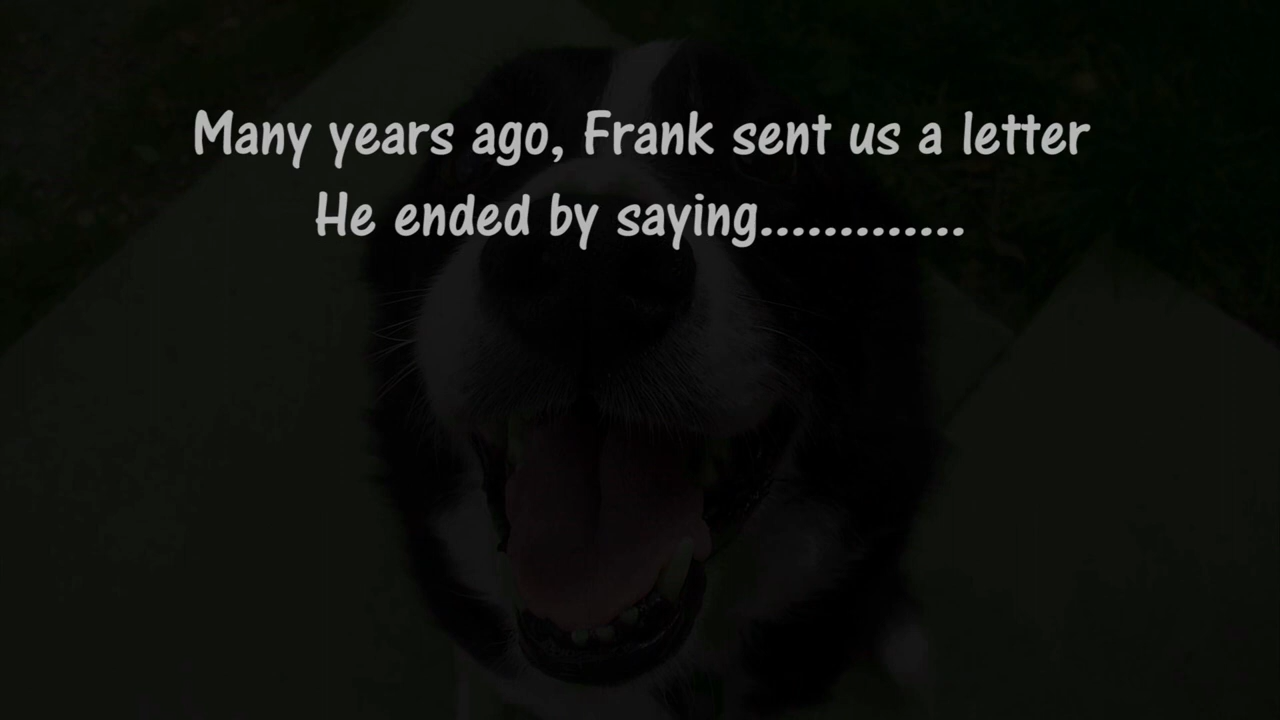 Many years ago, Frank sent us a letter
He ended by saying.............